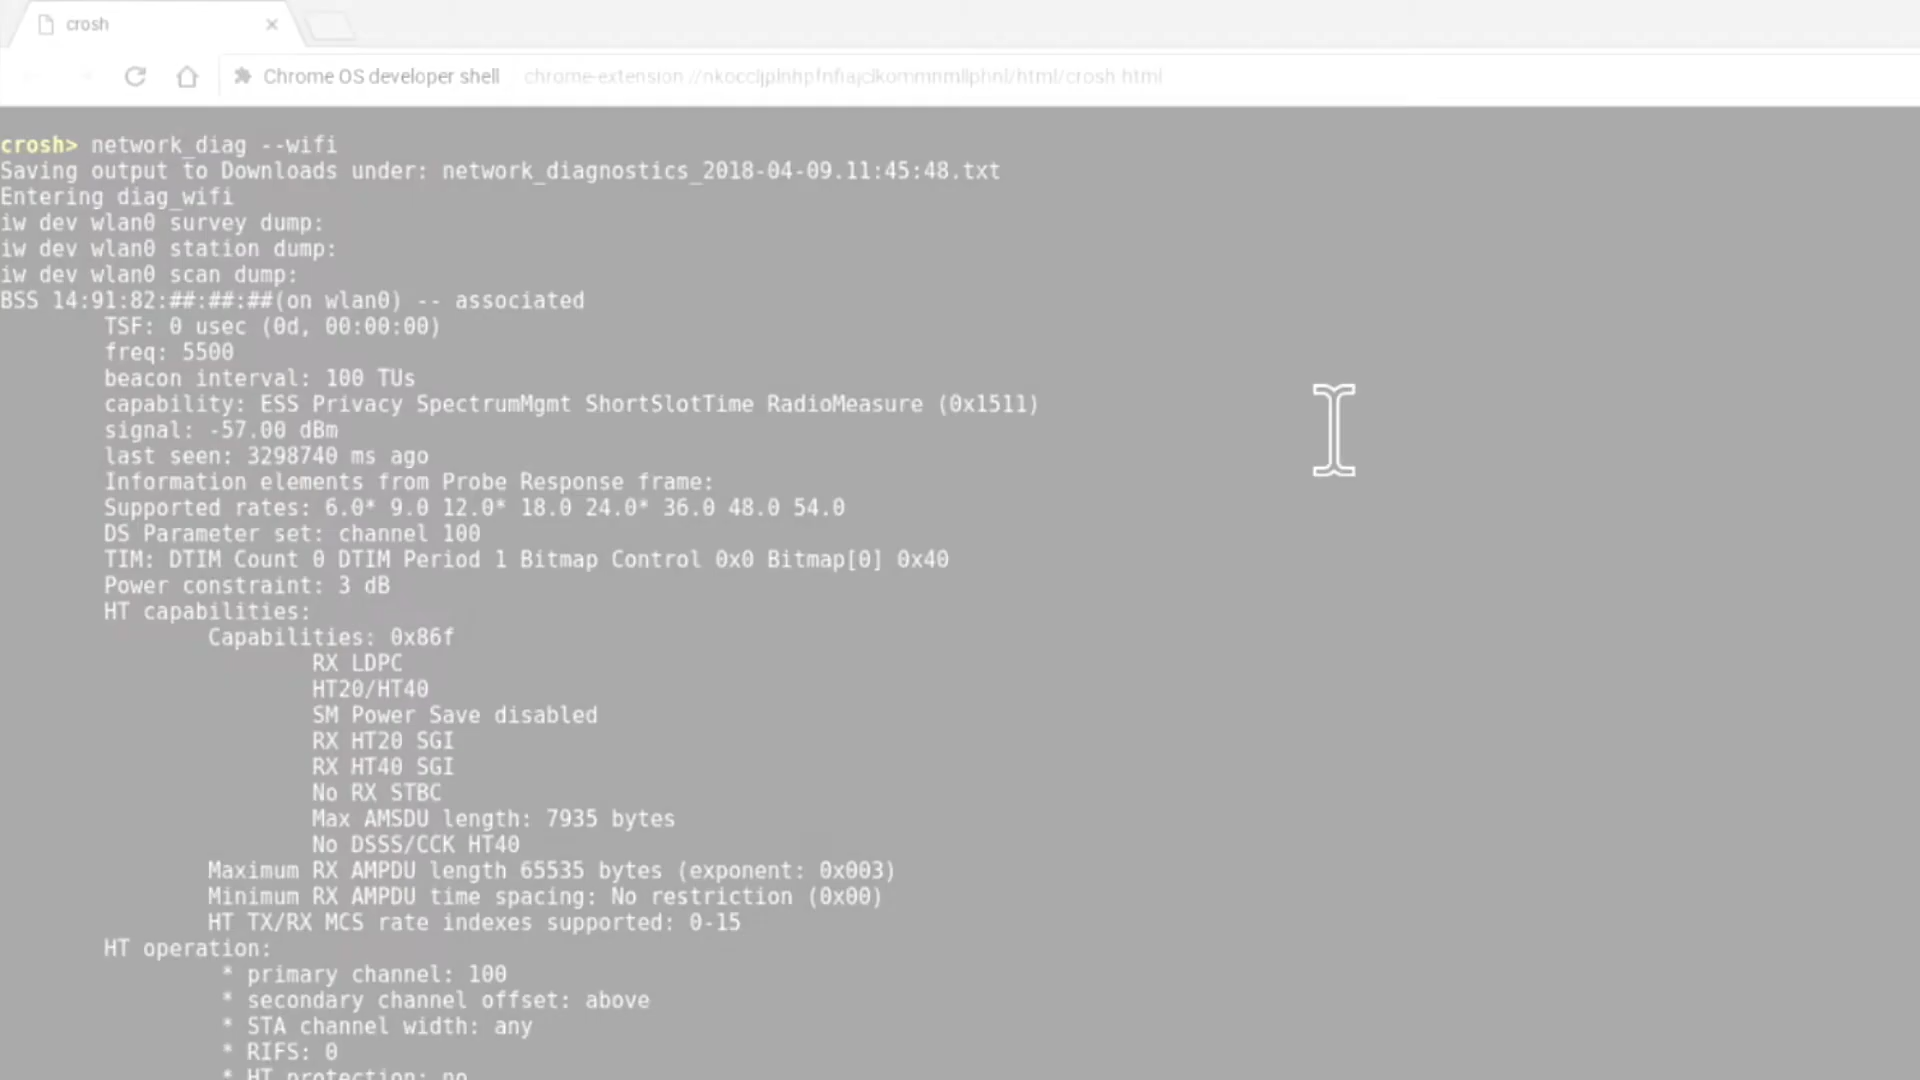 crosh
Chrome OS developer shell chrome-extension://nkoccljplnhpfnfiajclkommnmllphnl/html/crosh.html
crosh> network_diag --wifi
Saving output to Downloads under: network_diagnostics_2018-04-09.11:45:48.txt
Entering diag_wifi
iw dev wlan0 survey dump:
iw dev wlan0 station dump:
iw dev wlan0 scan dump:
BSS 14:91:82:##:##:##(on wlan0) -- associated
TSF: 0 usec (0d, 00:00:00)
freq: 5500
beacon interval: 100 TUs
capability: ESS Privacy SpectrumMgmt ShortSlotTime RadioMeasure (0x1511)
signal: -57.00 dBm
last seen: 3298740 ms ago
Information elements from Probe Response frame:
Supported rates: 6.0* 9.0 12.0* 18.0 24.0* 36.0 48.0 54.0
DS Parameter set: channel 100
TIM: DTIM Count 0 DTIM Period 1 Bitmap Control 0x0 Bitmap[0] 0x40
Power constraint: 3 dB
HT capabilities:
Capabilities: 0x86f
RX LDPC
HT20/HT40
SM Power Save disabled
RX HT20 SGI
RX HT40 SGI
No RX STBC
Max AMSDU length: 7935 bytes
No DSSS/CCK HT40
Maximum RX AMPDU length 65535 bytes (exponent: 0x003)
Minimum RX AMPDU time spacing: No restriction (0x00)
HT TX/RX MCS rate indexes supported: 0-15
HT operation:
* primary channel: 100
* secondary channel offset: above
* STA channel width: any
* RIFS: 0
* HT protection: no